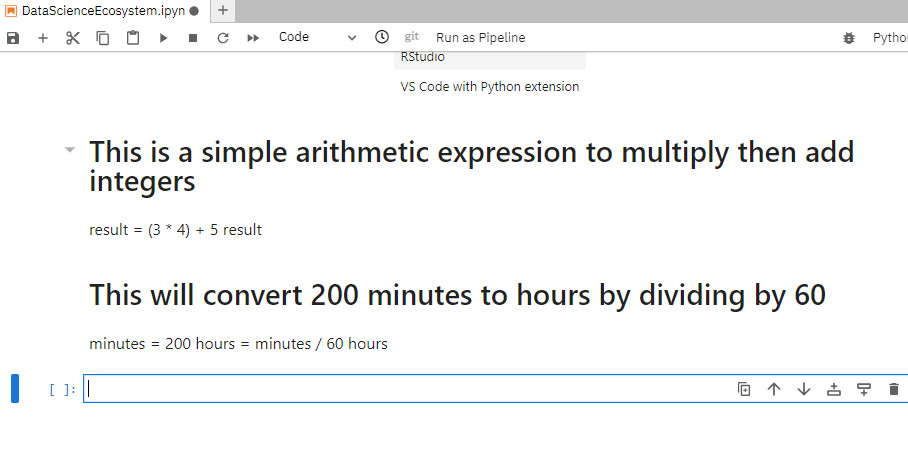 DataScienceEcosystem.ipyn
Code
git
Run as Pipeline
Pytho
RStudio
VS Code with Python extension
This is a simple arithmetic expression to multiply then add
integers
result = (3 * 4) + 5 result
This will convert 200 minutes to hours by dividing by 60
minutes = 200 hours = minutes / 60 hours
[ ]: